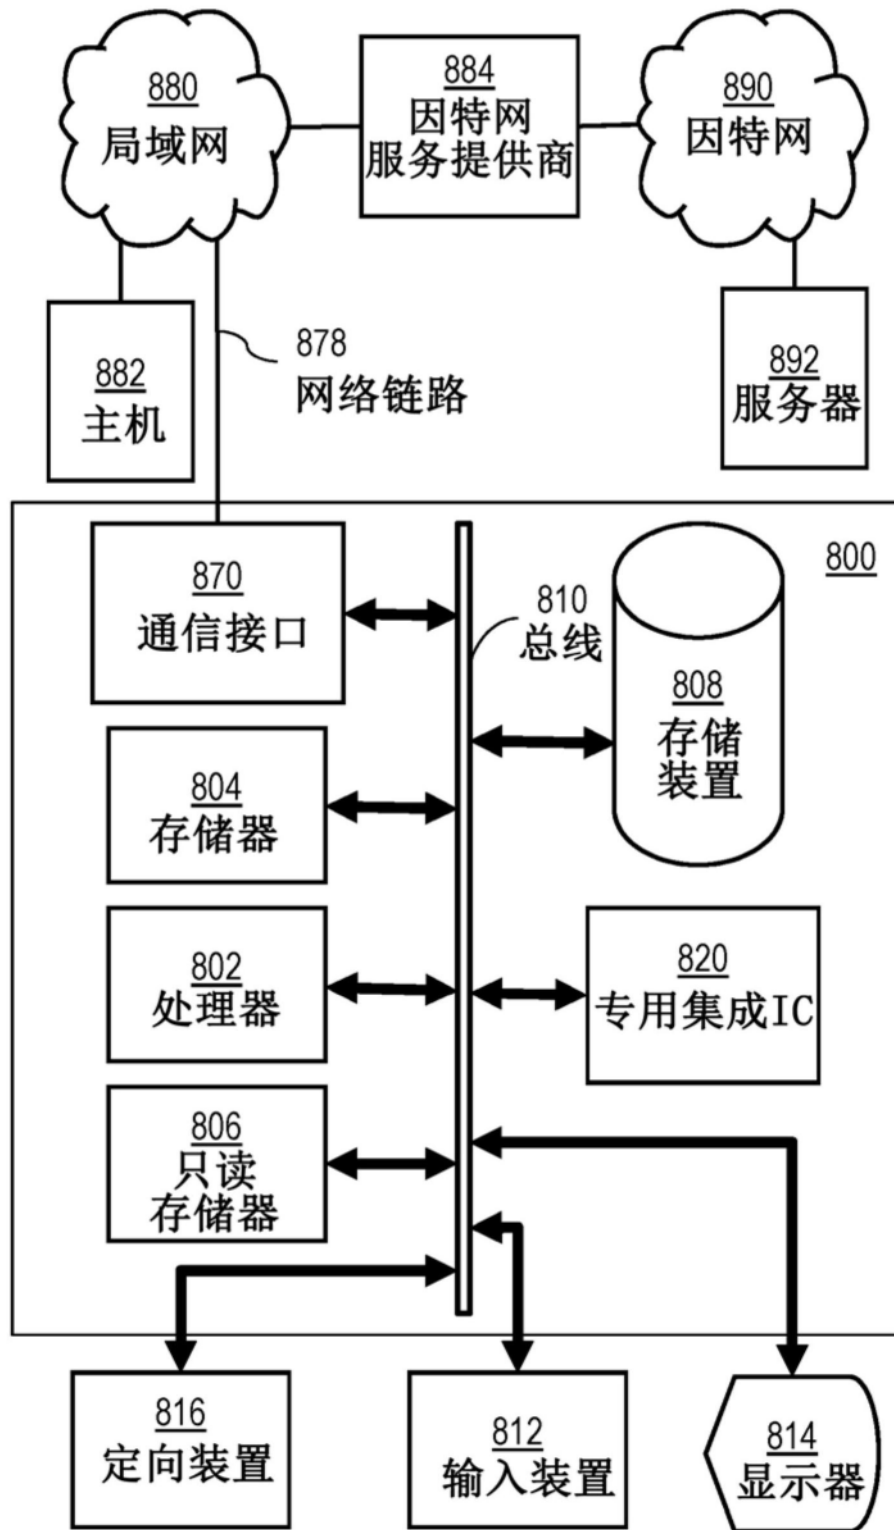 880
局域网
884
因特网
服务提供商
890
因特网
882
主机
878
网络链路
892
服务器
800
870
通信接口
810
总线
808
存储
装置
804
存储器
802
处理器
820
专用集成IC
806
只读
存储器
816
定向装置
812
输入装置
814
显示器